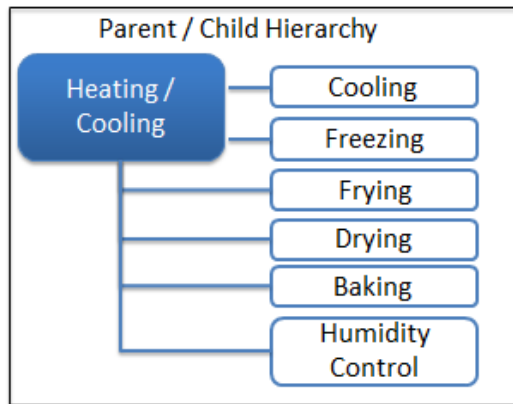 Parent / Child Hierarchy
Heating /
Cooling
Cooling
Freezing
Frying
Drying
Baking
Humidity
Control